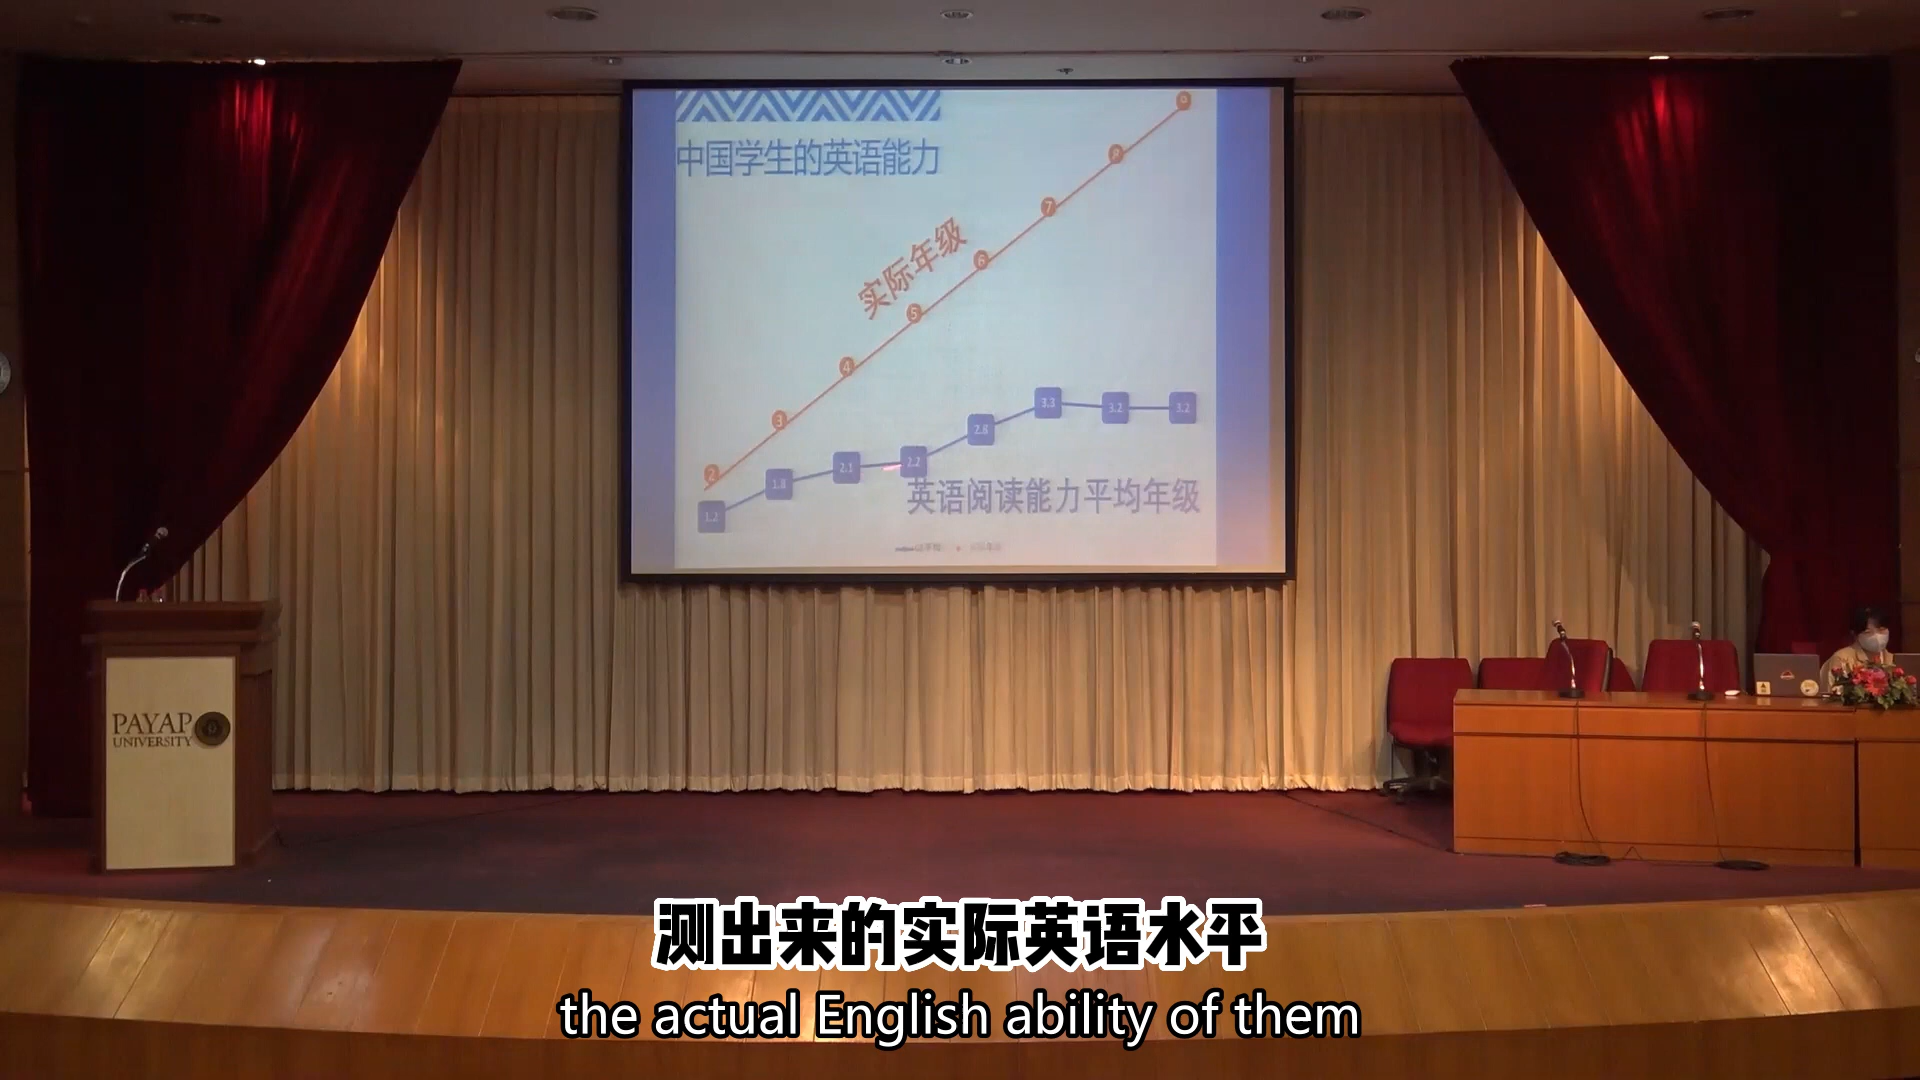 中国学生的英语能力
实际年级
9
8
7
6
5
4
3
2
1.2
1.8
2.1
2.2
2.8
3.3
3.2
3.2
英语阅读能力平均年级
PAYAP
UNIVERSITY
测出来的实际英语水平
the actual English ability of them